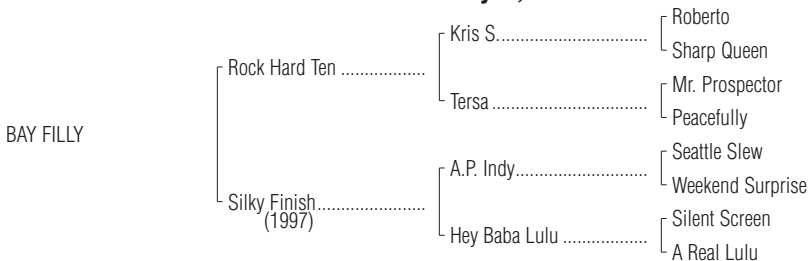 Roberto
Kris S.................................
Sharp Queen
Rock Hard Ten ..................
Mr. Prospector
Tersa .................................
Peacefully
BAY FILLY
Seattle Slew
A.P. Indy............................
Weekend Surprise
Silky Finish.......................
(1997)
Silent Screen
Hey Baba Lulu ..................
A Real Lulu